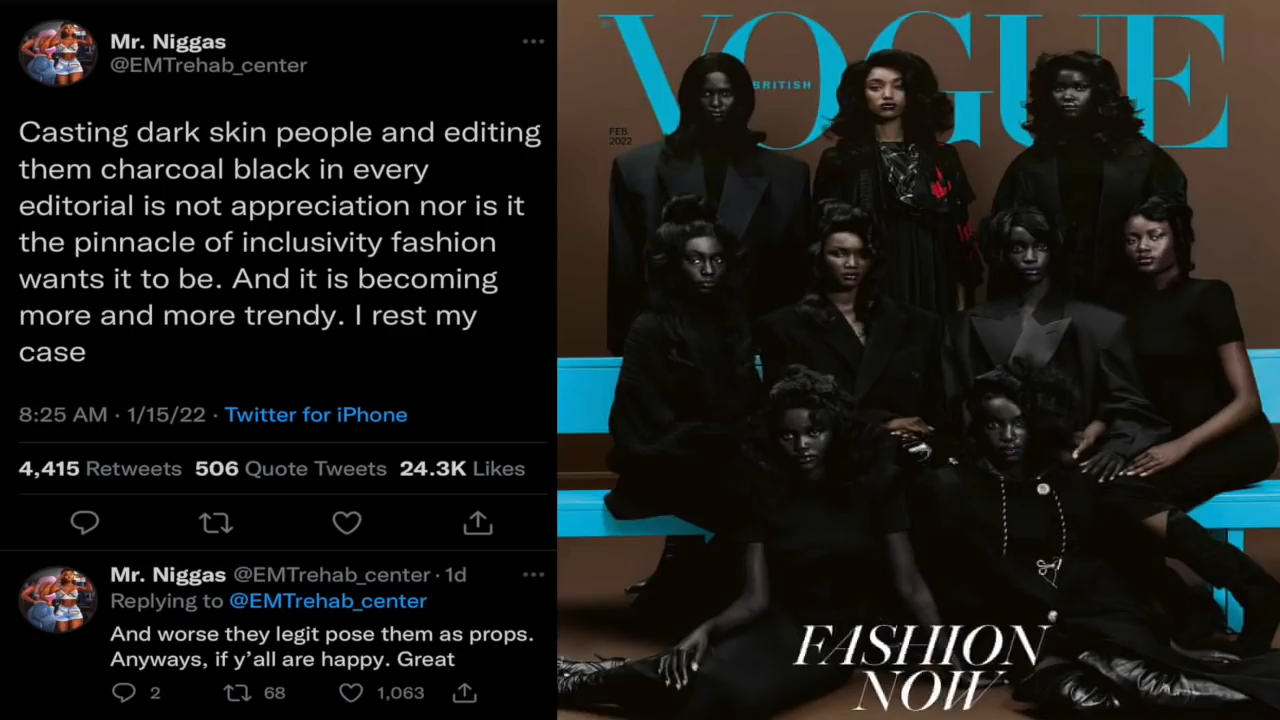 Mr. Niggas
@EMTrehab_center
Casting dark skin people and editing
them charcoal black in every
editorial is not appreciation nor is it
the pinnacle of inclusivity fashion
wants it to be. And it is becoming
more and more trendy. I rest my
case
8:25 AM · 1/15/22 · Twitter for iPhone
4,415 Retweets 506 Quote Tweets 24.3K Likes
Mr. Niggas @EMTrehab_center · 1d
Replying to @EMTrehab_center
And worse they legit pose them as props.
Anyways, if y'all are happy. Great
2 68 1,063
VOGUE
BRITISH
FEB
2022
FASHION
NOW